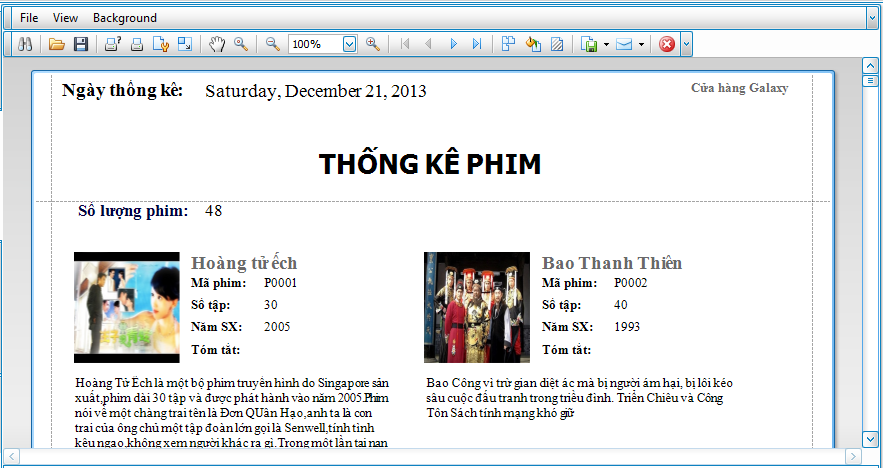 File View Background
100%
Ngày thống kê: Saturday, December 21, 2013 Cửa hàng Galaxy
THỐNG KÊ PHIM
Số lượng phim: 48
Hoàng tử ếch
Mã phim: P0001
Số tập: 30
Năm SX: 2005
Tóm tắt:
Hoàng Tử Ếch là một bộ phim truyền hình do Singapore sản
xuất,phim dài 30 tập và được phát hành vào năm 2005.Phim
nói về một chàng trai tên là Đơn QUân Hạo,anh ta là con
trai của ông chủ một tập đoàn lớn gọi là Senwell,tính tình
kêu ngạo,không xem người khác ra gì.Trong một lần tai nạn
Bao Thanh Thiên
Mã phim: P0002
Số tập: 40
Năm SX: 1993
Tóm tắt:
Bao Công vì trừ gian diệt ác mà bị người ám hại, bị lôi kéo
sâu cuộc đấu tranh trong triều đình. Triển Chiêu và Công
Tôn Sách tính mạng khó giữ